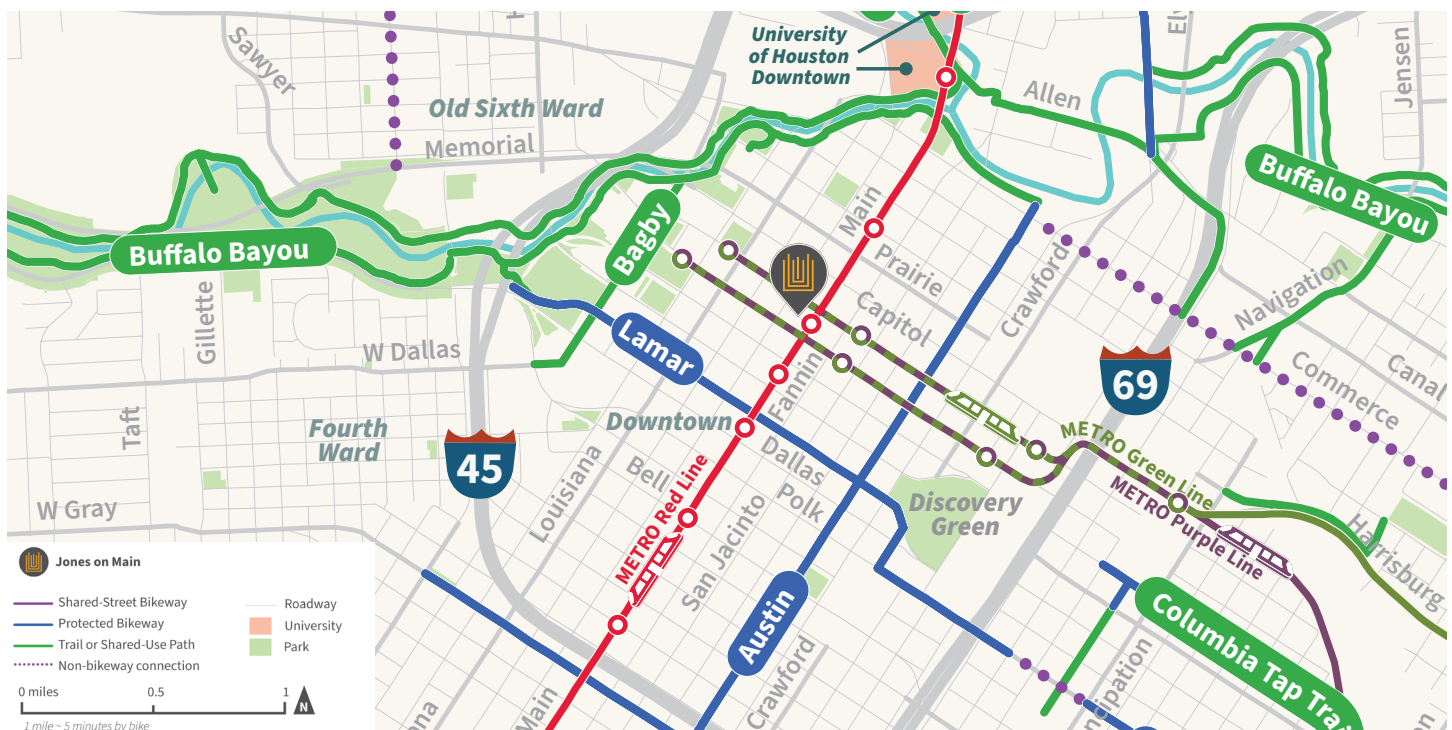 University
of Houston
Downtown
Sawyer
Allen
Jensen
Old Sixth Ward
Memorial
Buffalo Bayou
Buffalo Bayou
Bagby
Main
Prairie
Crawford
Capitol
Navigation
Gillette
W Dallas
Lamar
Fannin
69
Commerce
Canal
Taft
Fourth
Ward
Downtown
Dallas
METRO Green Line
45
Louisiana
Bell
METRO Red Line
Polk
San Jacinto
Discovery
Green
METRO Purple Line
W Gray
Harrisburg
Austin
Columbia Tap Trai
Crawford
Main
Jones on Main
Shared-Street Bikeway
Protected Bikeway
Trail or Shared-Use Path
Non-bikeway connection
Roadway
University
Park
0 miles
0.5
1
N
1 mile ~ 5 minutes by bike